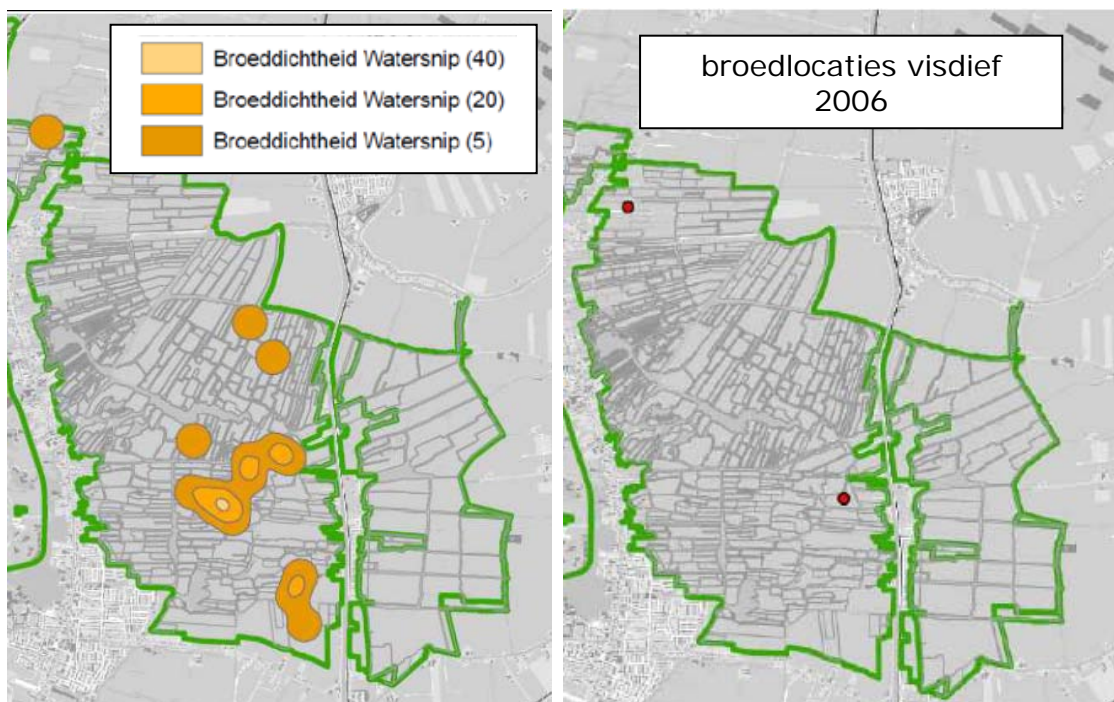 Broeddichtheid Watersnip (40)
Broeddichtheid Watersnip (20)
Broeddichtheid Watersnip (5)
broedlocaties visdief
2006